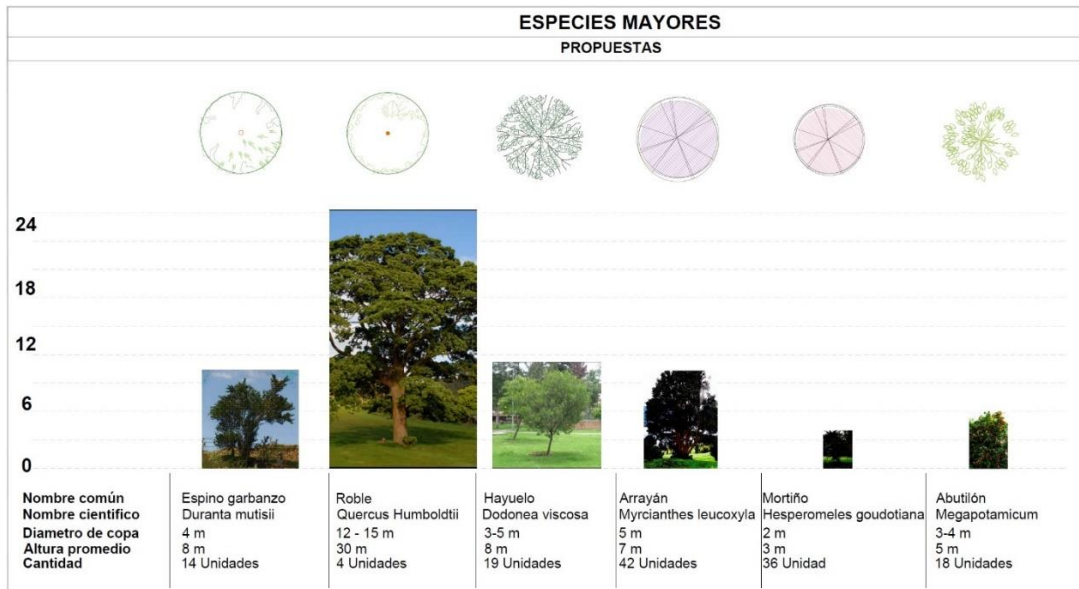 ESPECIES MAYORES
PROPUESTAS
24
18
12
6
0
Nombre común Espino garbanzo Roble Hayuelo Arrayán Mortiño Abutilón
Nombre cientifico Duranta mutisii Quercus Humboldtii Dodonea viscosa Myrcianthes leucoxyla Hesperomeles goudotiana Megapotamicum
Diametro de copa 4 m 12 - 15 m 3-5 m 5 m 2 m 3-4 m
Altura promedio 8 m 30 m 8 m 7 m 3 m 5 m
Cantidad 14 Unidades 4 Unidades 19 Unidades 42 Unidades 36 Unidad 18 Unidades